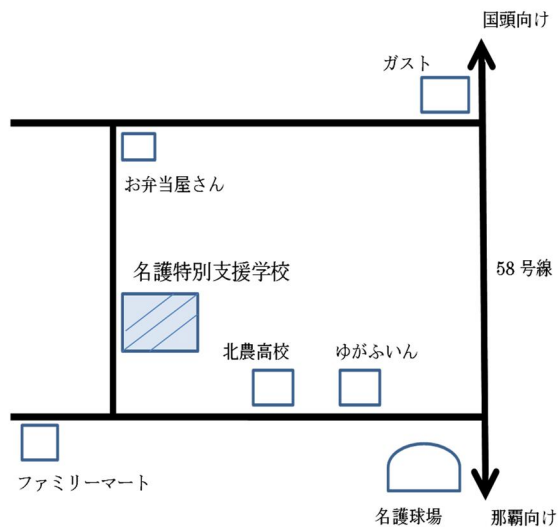 国頭向け
ガスト
お弁当屋さん
名護特別支援学校
58号線
北農高校
ゆがふいん
ファミリーマート
名護球場
那覇向け